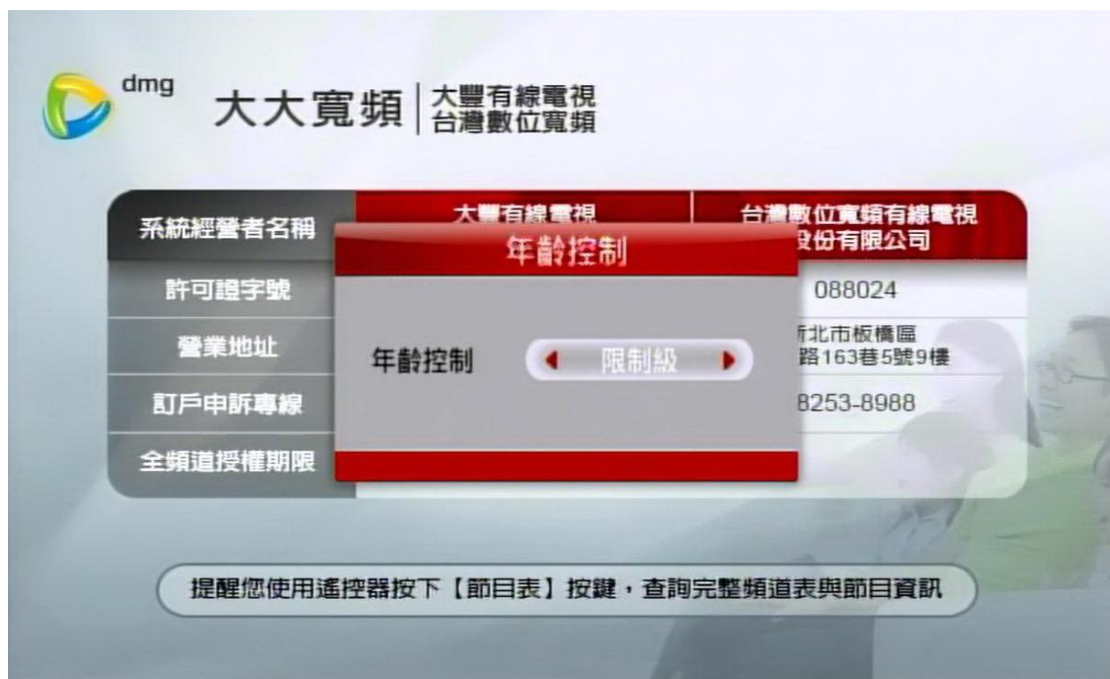 dmg
大大寬頻
大豐有線電視
台灣數位寬頻
系統經營者名稱
大豐有線電視
台灣數位寬頻有線電視
股份有限公司
年齡控制
許可證字號
088024
營業地址
新北市板橋區
路163巷5號9樓
年齡控制
限制級
訂戶申訴專線
8253-8988
全頻道授權期限
提醒您使用遙控器按下【節目表】按鍵，查詢完整頻道表與節目資訊